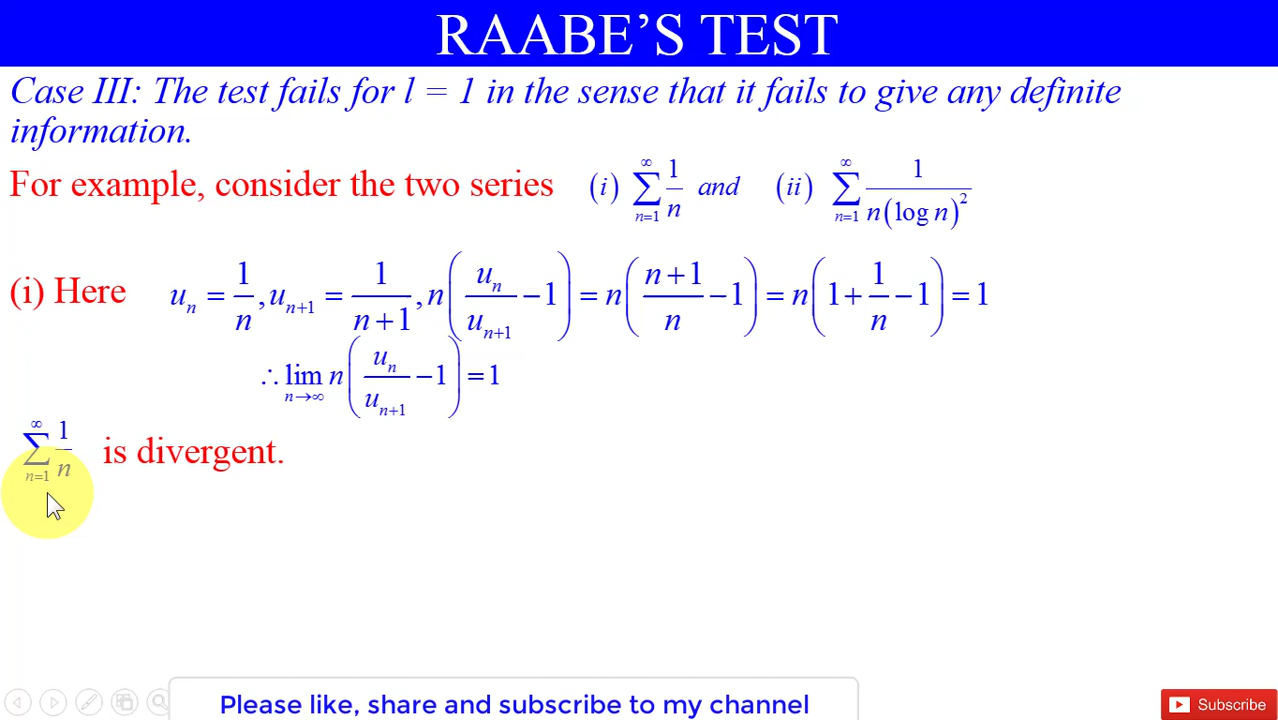 RAABE'S TEST
Case III: The test fails for l = 1 in the sense that it fails to give any definite
information.
For example, consider the two series (i) ∑_{n=1}^{∞} 1/n and (ii) ∑_{n=1}^{∞} 1/(n(log n)^2)
(i) Here u_n = 1/n, u_{n+1} = 1/(n+1), n(u_n/u_{n+1} − 1) = n((n+1)/n − 1) = n(1 + 1/n − 1) = 1
∴ lim_{n→∞} n(u_n/u_{n+1} − 1) = 1
∑_{n=1}^{∞} 1/n is divergent.
Please like, share and subscribe to my channel
Subscribe